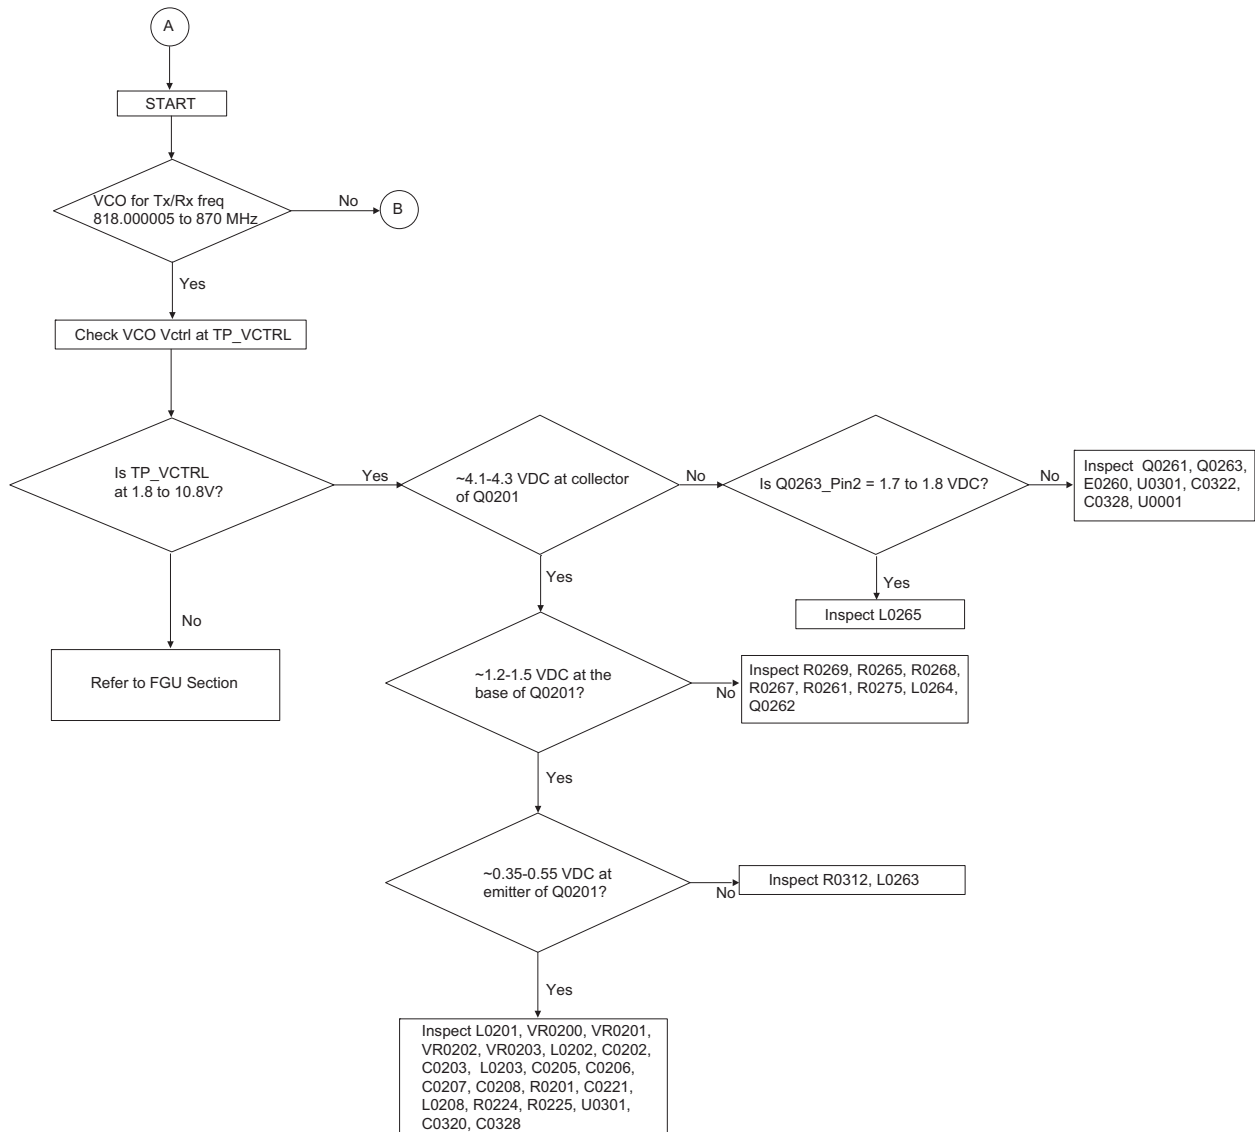 A
START
VCO for Tx/Rx freq
818.000005 to 870 MHz
No
B
Yes
Check VCO Vctrl at TP_VCTRL
Is TP_VCTRL
at 1.8 to 10.8V?
Yes
~4.1-4.3 VDC at collector
of Q0201
No
Is Q0263_Pin2 = 1.7 to 1.8 VDC?
No
Inspect Q0261, Q0263,
E0260, U0301, C0322,
C0328, U0001
Yes
Inspect L0265
No
Refer to FGU Section
Yes
~1.2-1.5 VDC at the
base of Q0201?
No
Inspect R0269, R0265, R0268,
R0267, R0261, R0275, L0264,
Q0262
Yes
~0.35-0.55 VDC at
emitter of Q0201?
No
Inspect R0312, L0263
Yes
Inspect L0201, VR0200, VR0201,
VR0202, VR0203, L0202, C0202,
C0203, L0203, C0205, C0206,
C0207, C0208, R0201, C0221,
L0208, R0224, R0225, U0301,
C0320, C0328